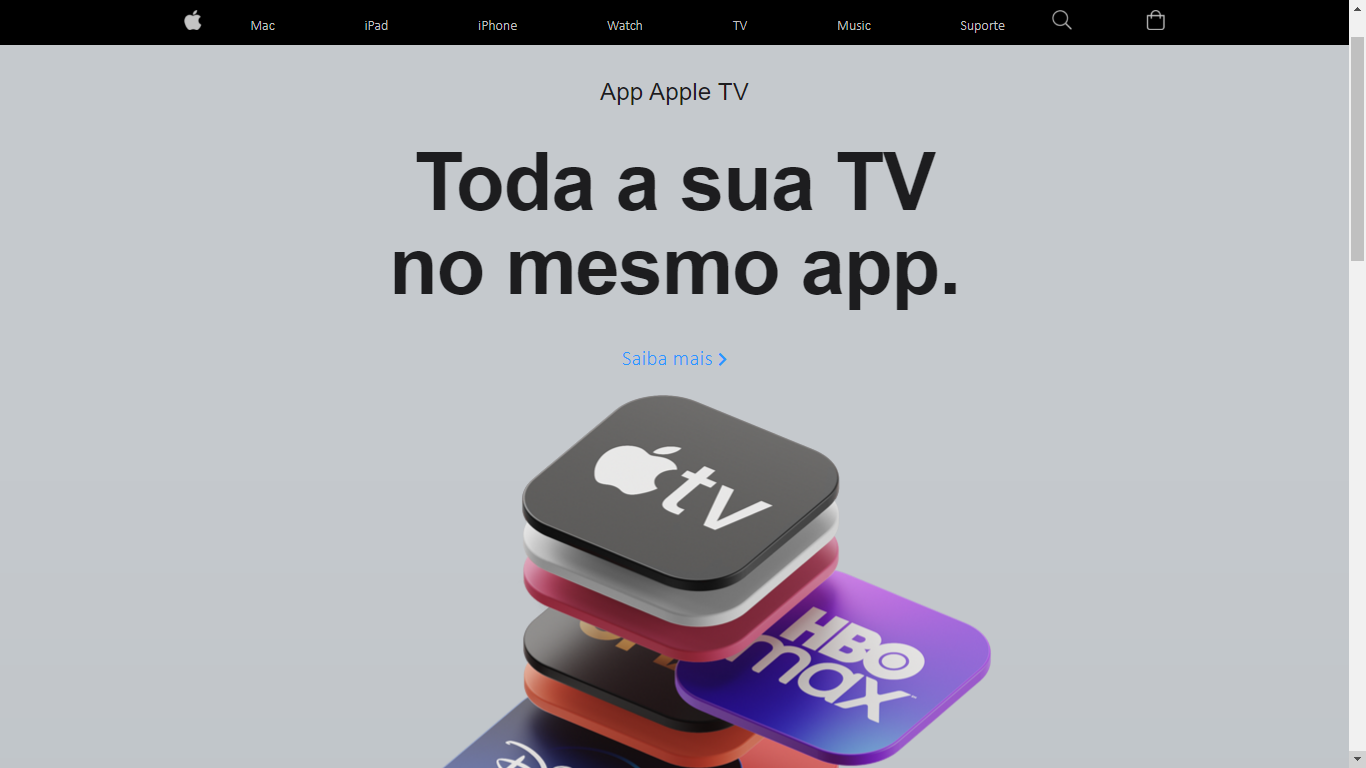 Mac iPad iPhone Watch TV Music Suporte
App Apple TV
Toda a sua TV
no mesmo app.
Saiba mais
tv
HBO
max